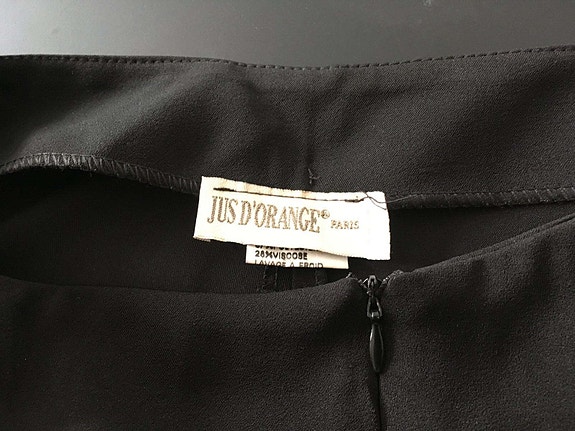 JUS D'ORANGE® PARIS
28%VISCOSE
LAVAGE A FROID